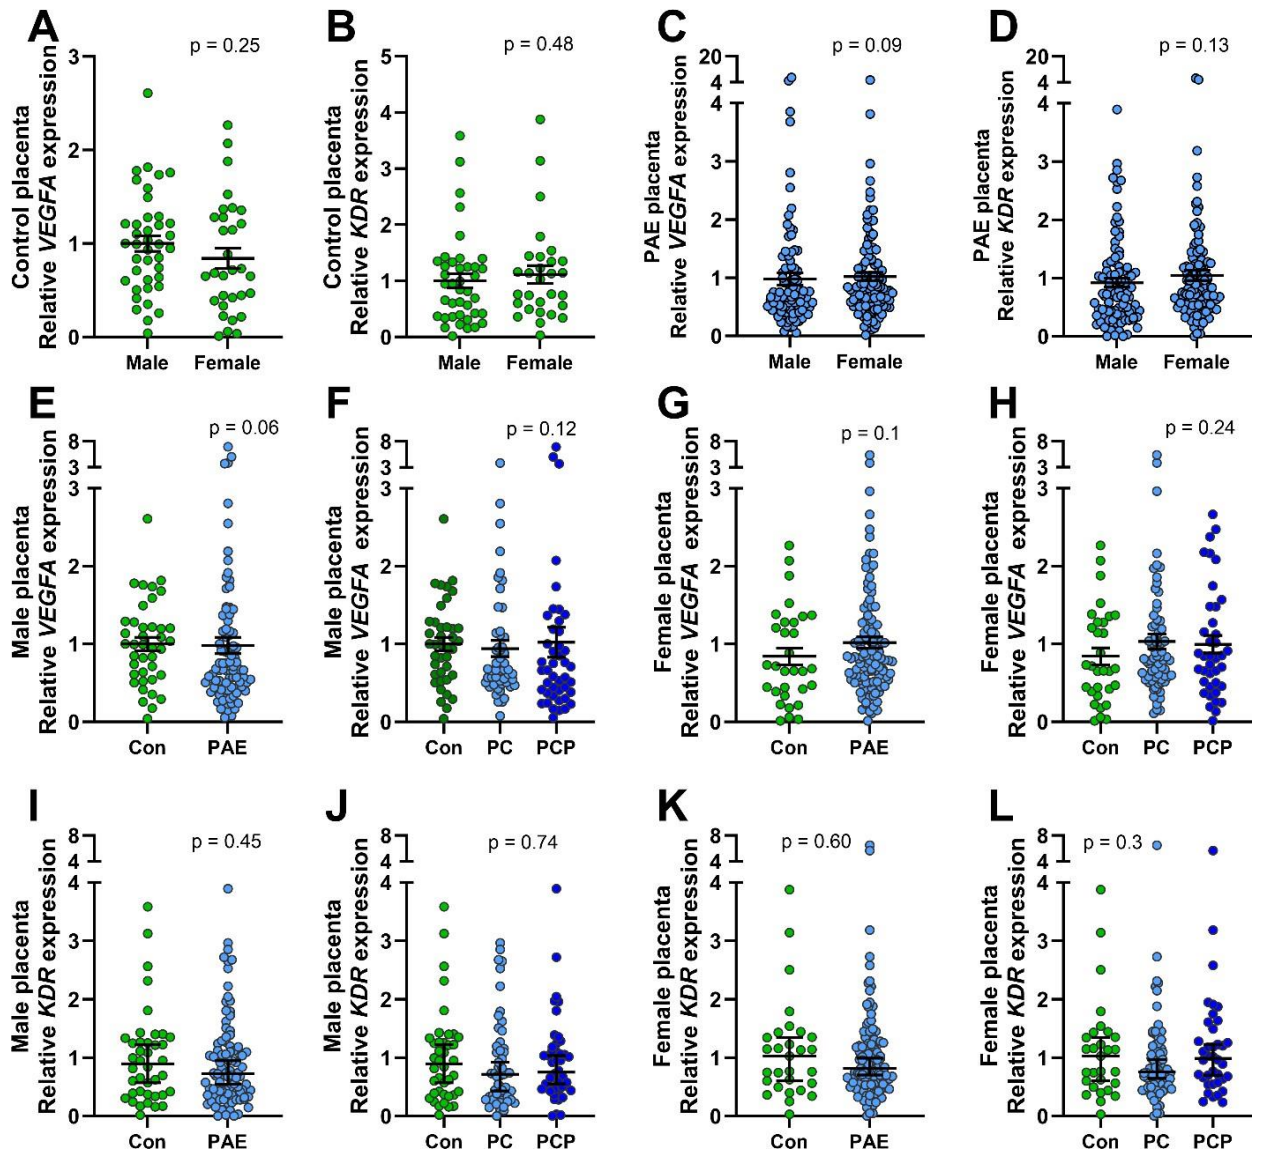 A
p = 0.25
Control placenta
Relative VEGFA expression
3
2
1
0
Male Female
B
p = 0.48
Control placenta
Relative KDR expression
5
4
3
2
1
0
Male Female
C
p = 0.09
PAE placenta
Relative VEGFA expression
20
4
4
3
2
1
0
Male Female
D
p = 0.13
PAE placenta
Relative KDR expression
20
4
4
3
2
1
0
Male Female
E
p = 0.06
Male placenta
Relative VEGFA expression
8
3
3
2
1
0
Con PAE
F
p = 0.12
Male placenta
Relative VEGFA expression
8
3
3
2
1
0
Con PC PCP
G
p = 0.1
Female placenta
Relative VEGFA expression
8
3
3
2
1
0
Con PAE
H
p = 0.24
Female placenta
Relative VEGFA expression
8
3
3
2
1
0
Con PC PCP
I
p = 0.45
Male placenta
Relative KDR expression
8
4
4
3
2
1
0
Con PAE
J
p = 0.74
Male placenta
Relative KDR expression
8
4
4
3
2
1
0
Con PC PCP
K
p = 0.60
Female placenta
Relative KDR expression
8
4
4
3
2
1
0
Con PAE
L
p = 0.3
Female placenta
Relative KDR expression
8
4
4
3
2
1
0
Con PC PCP